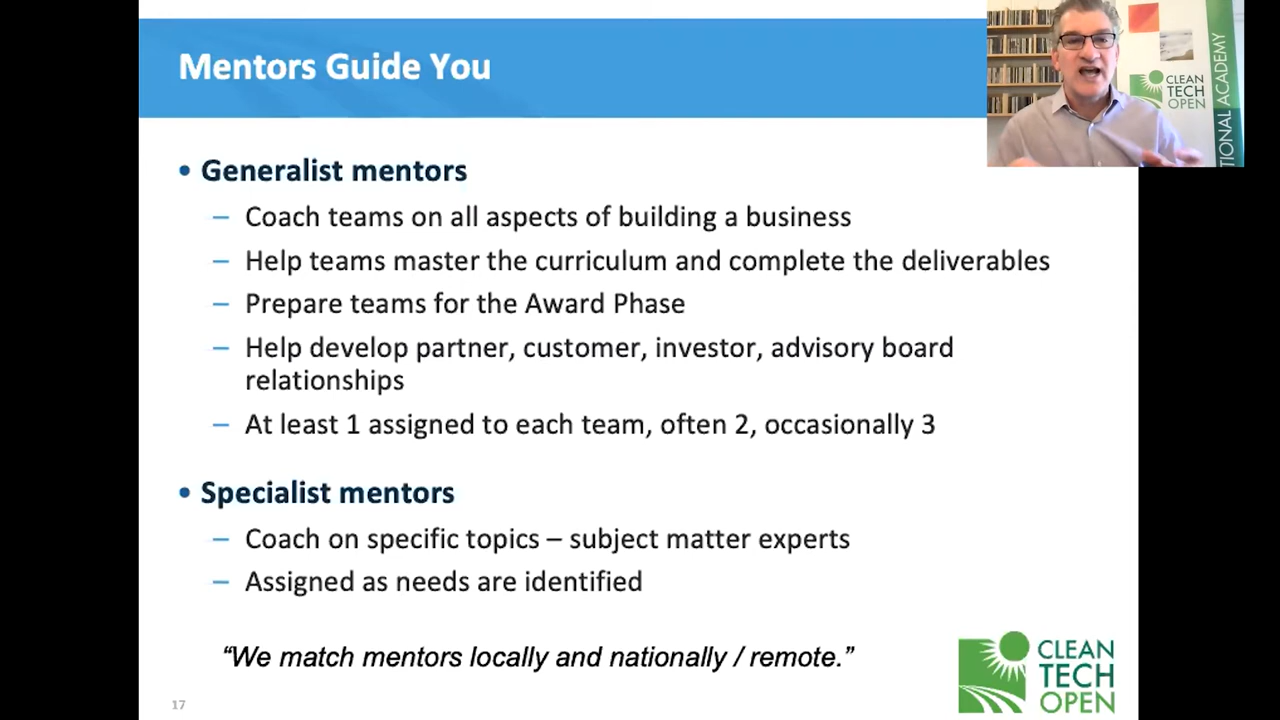 Mentors Guide You
• Generalist mentors
– Coach teams on all aspects of building a business
– Help teams master the curriculum and complete the deliverables
– Prepare teams for the Award Phase
– Help develop partner, customer, investor, advisory board
relationships
– At least 1 assigned to each team, often 2, occasionally 3
• Specialist mentors
– Coach on specific topics – subject matter experts
– Assigned as needs are identified
“We match mentors locally and nationally / remote.”
17
CLEAN
TECH
OPEN
CLEAN
TECH
OPEN
TIONAL ACADEMY